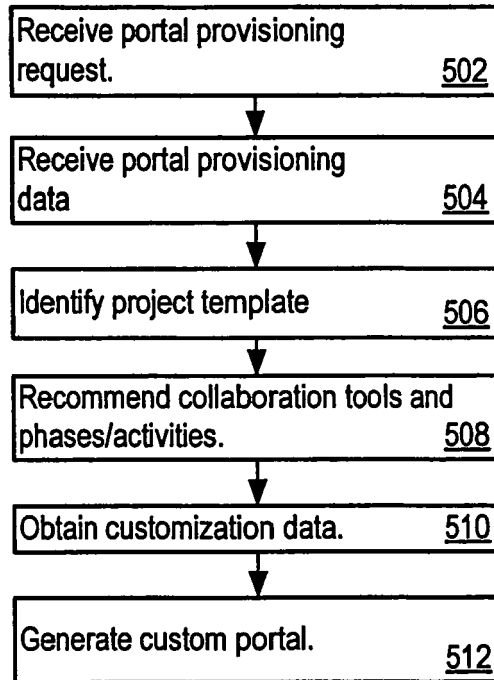 Receive portal provisioning
request. 502
Receive portal provisioning
data 504
Identify project template 506
Recommend collaboration tools and
phases/activities. 508
Obtain customization data. 510
Generate custom portal. 512